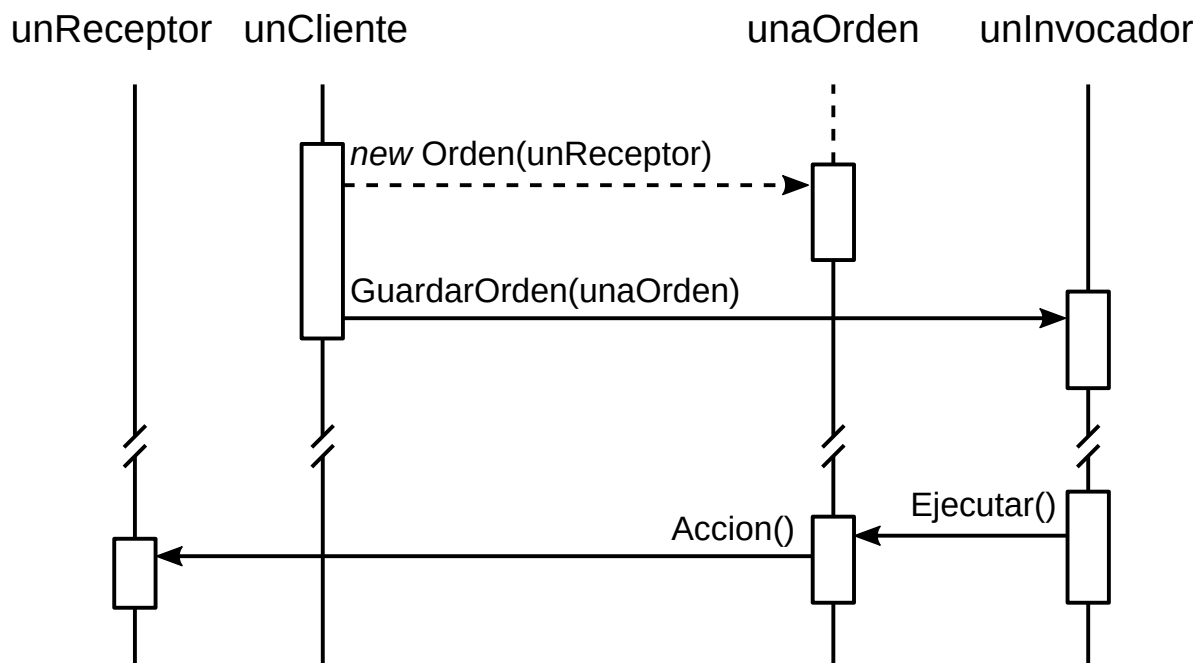 unReceptor unCliente unaOrden unInvocador
new Orden(unReceptor)
GuardarOrden(unaOrden)
Ejecutar()
Accion()